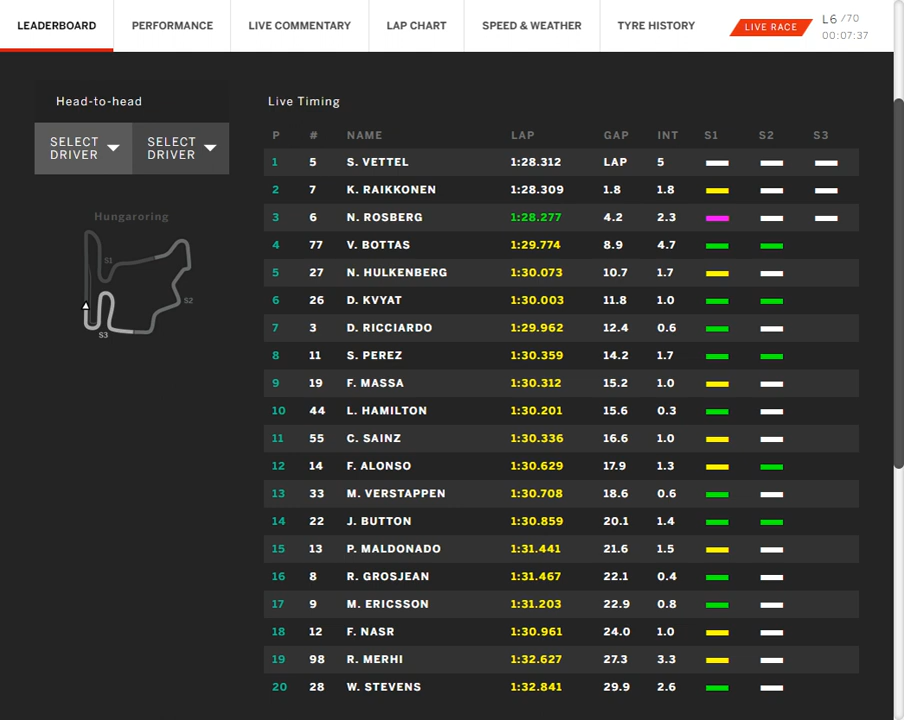 LEADERBOARD PERFORMANCE LIVE COMMENTARY LAP CHART SPEED & WEATHER TYRE HISTORY LIVE RACE L6 /70
00:07:37
Head-to-head
SELECT DRIVER SELECT DRIVER
Hungaroring
S1
S2
S3
Live Timing
P # NAME LAP GAP INT S1 S2 S3
1 5 S. VETTEL 1:28.312 LAP 5
2 7 K. RAIKKONEN 1:28.309 1.8 1.8
3 6 N. ROSBERG 1:28.277 4.2 2.3
4 77 V. BOTTAS 1:29.774 8.9 4.7
5 27 N. HULKENBERG 1:30.073 10.7 1.7
6 26 D. KVYAT 1:30.003 11.8 1.0
7 3 D. RICCIARDO 1:29.962 12.4 0.6
8 11 S. PEREZ 1:30.359 14.2 1.7
9 19 F. MASSA 1:30.312 15.2 1.0
10 44 L. HAMILTON 1:30.201 15.6 0.3
11 55 C. SAINZ 1:30.336 16.6 1.0
12 14 F. ALONSO 1:30.629 17.9 1.3
13 33 M. VERSTAPPEN 1:30.708 18.6 0.6
14 22 J. BUTTON 1:30.859 20.1 1.4
15 13 P. MALDONADO 1:31.441 21.6 1.5
16 8 R. GROSJEAN 1:31.467 22.1 0.4
17 9 M. ERICSSON 1:31.203 22.9 0.8
18 12 F. NASR 1:30.961 24.0 1.0
19 98 R. MERHI 1:32.627 27.3 3.3
20 28 W. STEVENS 1:32.841 29.9 2.6